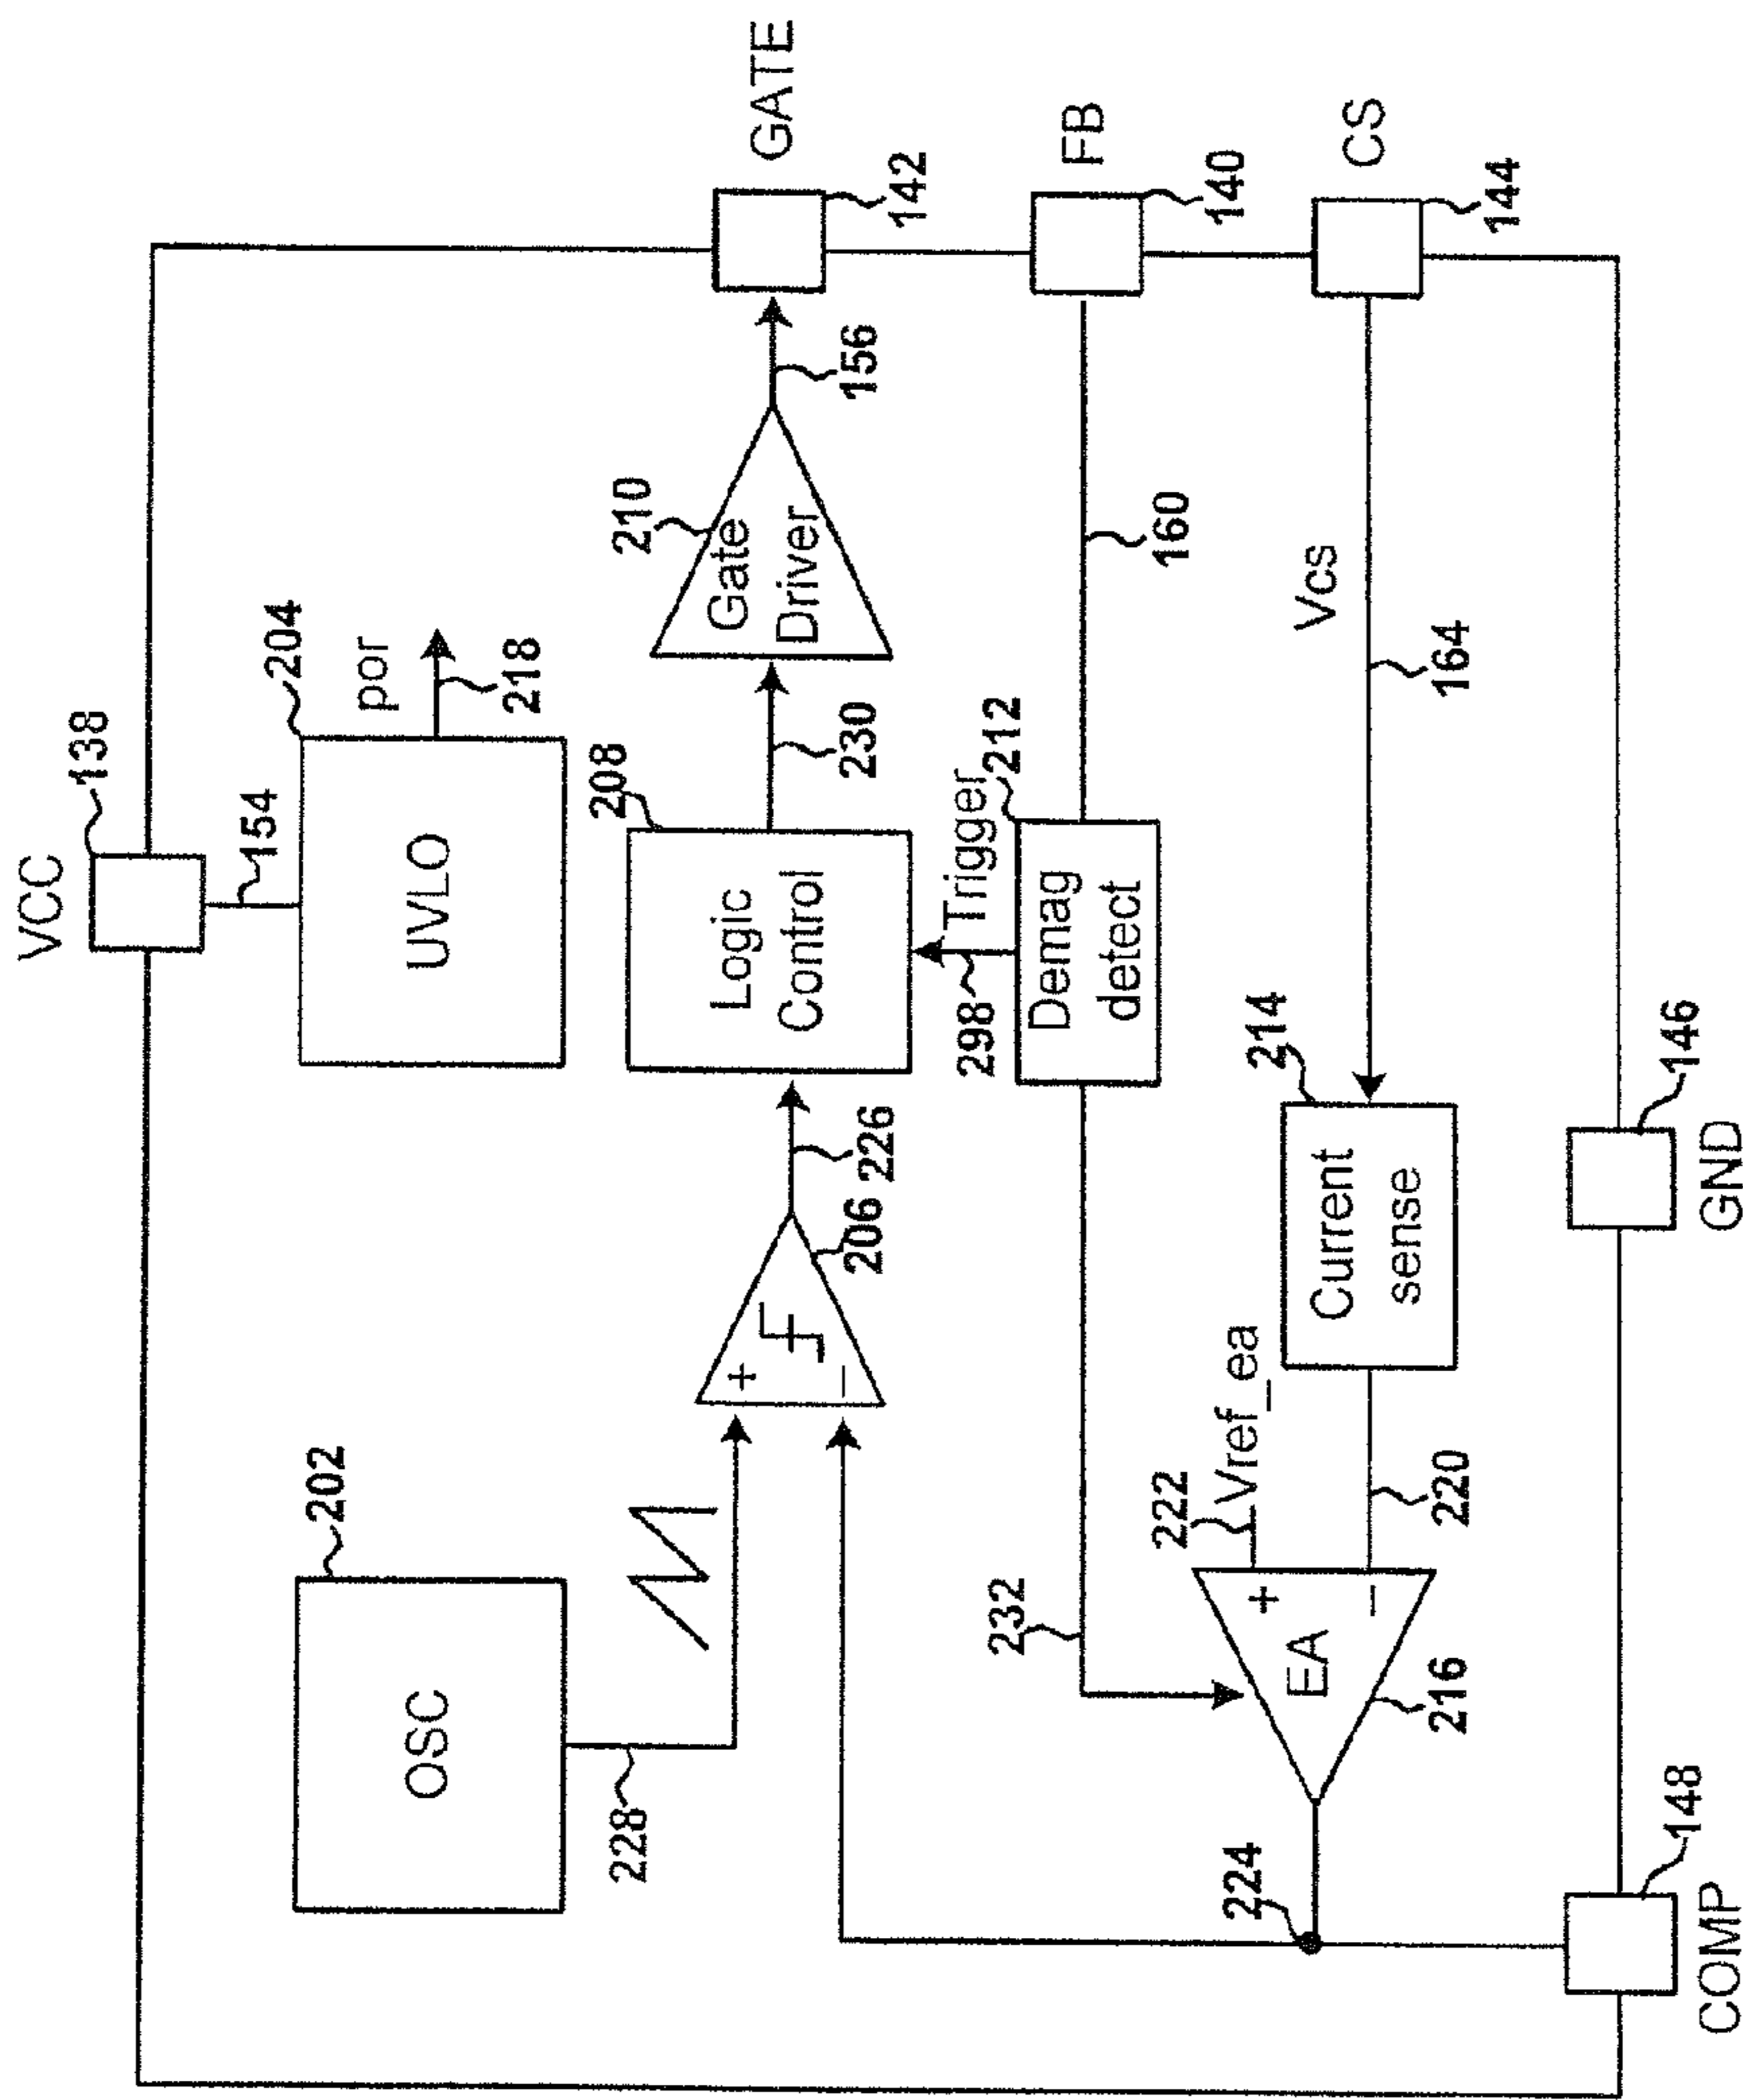 VCC
138
154
204
UVLO
por
218
202
OSC
228
208
Logic
Control
210
Gate
Driver
230
156
GATE
142
+
−
206
226
298
Trigger
212
Demag
detect
160
FB
140
232
222
Vref_ea
214
Current
sense
Vcs
164
CS
144
220
+
−
EA
216
224
COMP
148
GND
146